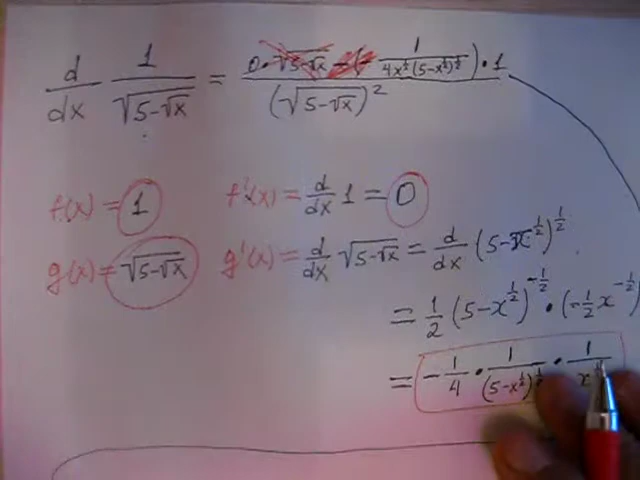 d/dx 1/√(5-√x) = (0·√(5-√x) - (-1/(4x^(1/2)(5-x^(1/2))^(1/2)))·1)/(√(5-√x))^2
f(x) = 1 f'(x) = d/dx 1 = 0
g(x) = √(5-√x) g'(x) = d/dx √(5-√x) = d/dx (5-x^(1/2))^(1/2)
= 1/2 (5-x^(1/2))^(-1/2) · (-1/2 x^(-1/2))
= -1/4 · 1/(5-x^(1/2))^(1/2) · 1/x^(1/2)